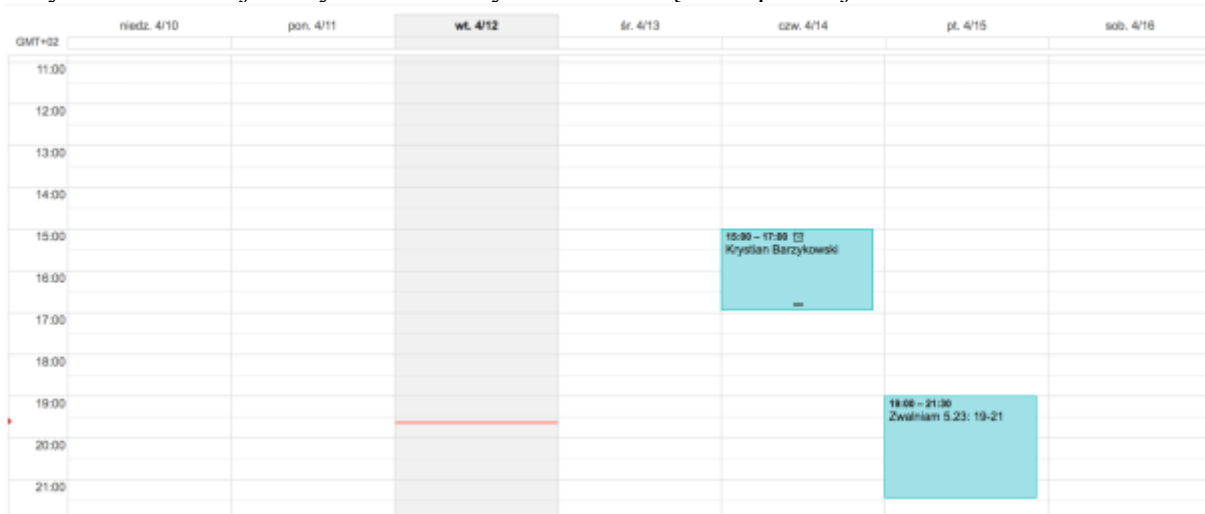 niedz. 4/10 pon. 4/11 wt. 4/12 śr. 4/13 czw. 4/14 pt. 4/15 sob. 4/16
GMT+02
11:00
12:00
13:00
14:00
15:00
15:00 – 17:00
Krystian Barzykowski
16:00
17:00
18:00
19:00
19:00 – 21:30
Zwalniam 5.23: 19-21
20:00
21:00